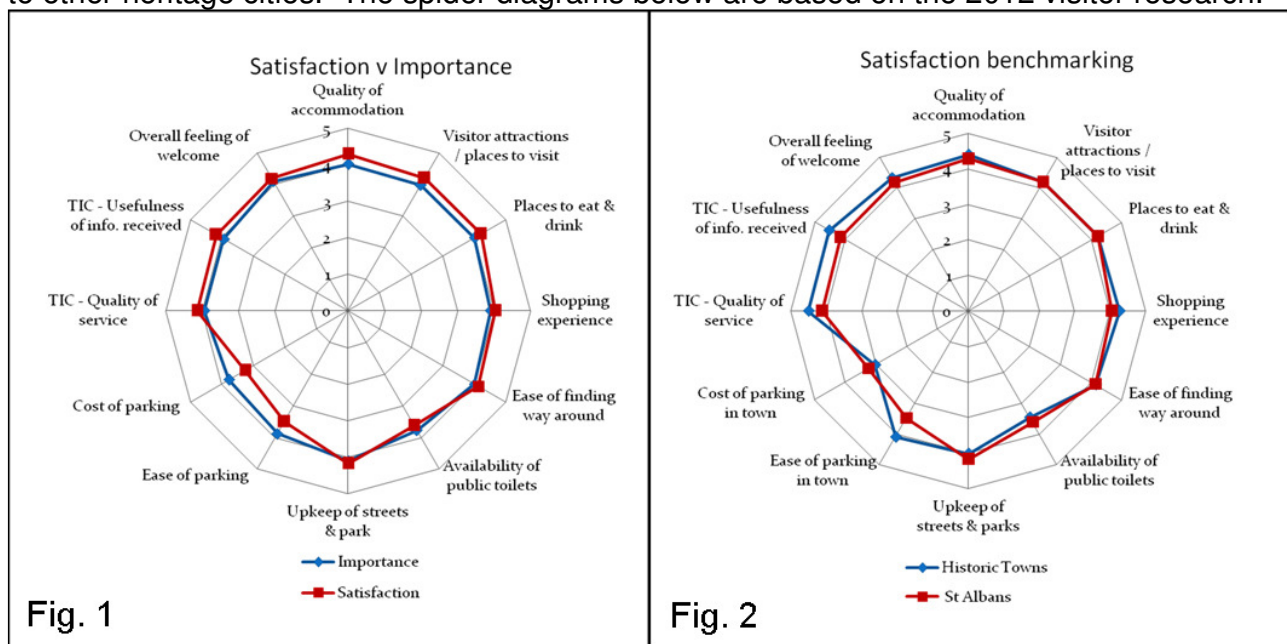 to other heritage cities. The spider diagrams below are based on the 2012 visitor research.
Satisfaction v Importance
Quality of
accommodation
Visitor attractions
/ places to visit
Places to eat &
drink
Shopping
experience
Ease of finding
way around
Availability of
public toilets
Upkeep of streets
& park
Ease of parking
Cost of parking
TIC - Quality of
service
TIC - Usefulness
of info. received
Overall feeling of
welcome
5
4
3
2
1
0
Importance
Satisfaction
Fig. 1
Satisfaction benchmarking
Quality of
accommodation
Visitor
attractions /
places to visit
Places to eat &
drink
Shopping
experience
Ease of finding
way around
Availability of
public toilets
Upkeep of
streets & parks
Ease of parking
in town
Cost of parking
in town
TIC - Quality of
service
TIC - Usefulness
of info. received
Overall feeling
of welcome
5
4
3
2
1
0
Historic Towns
St Albans
Fig. 2